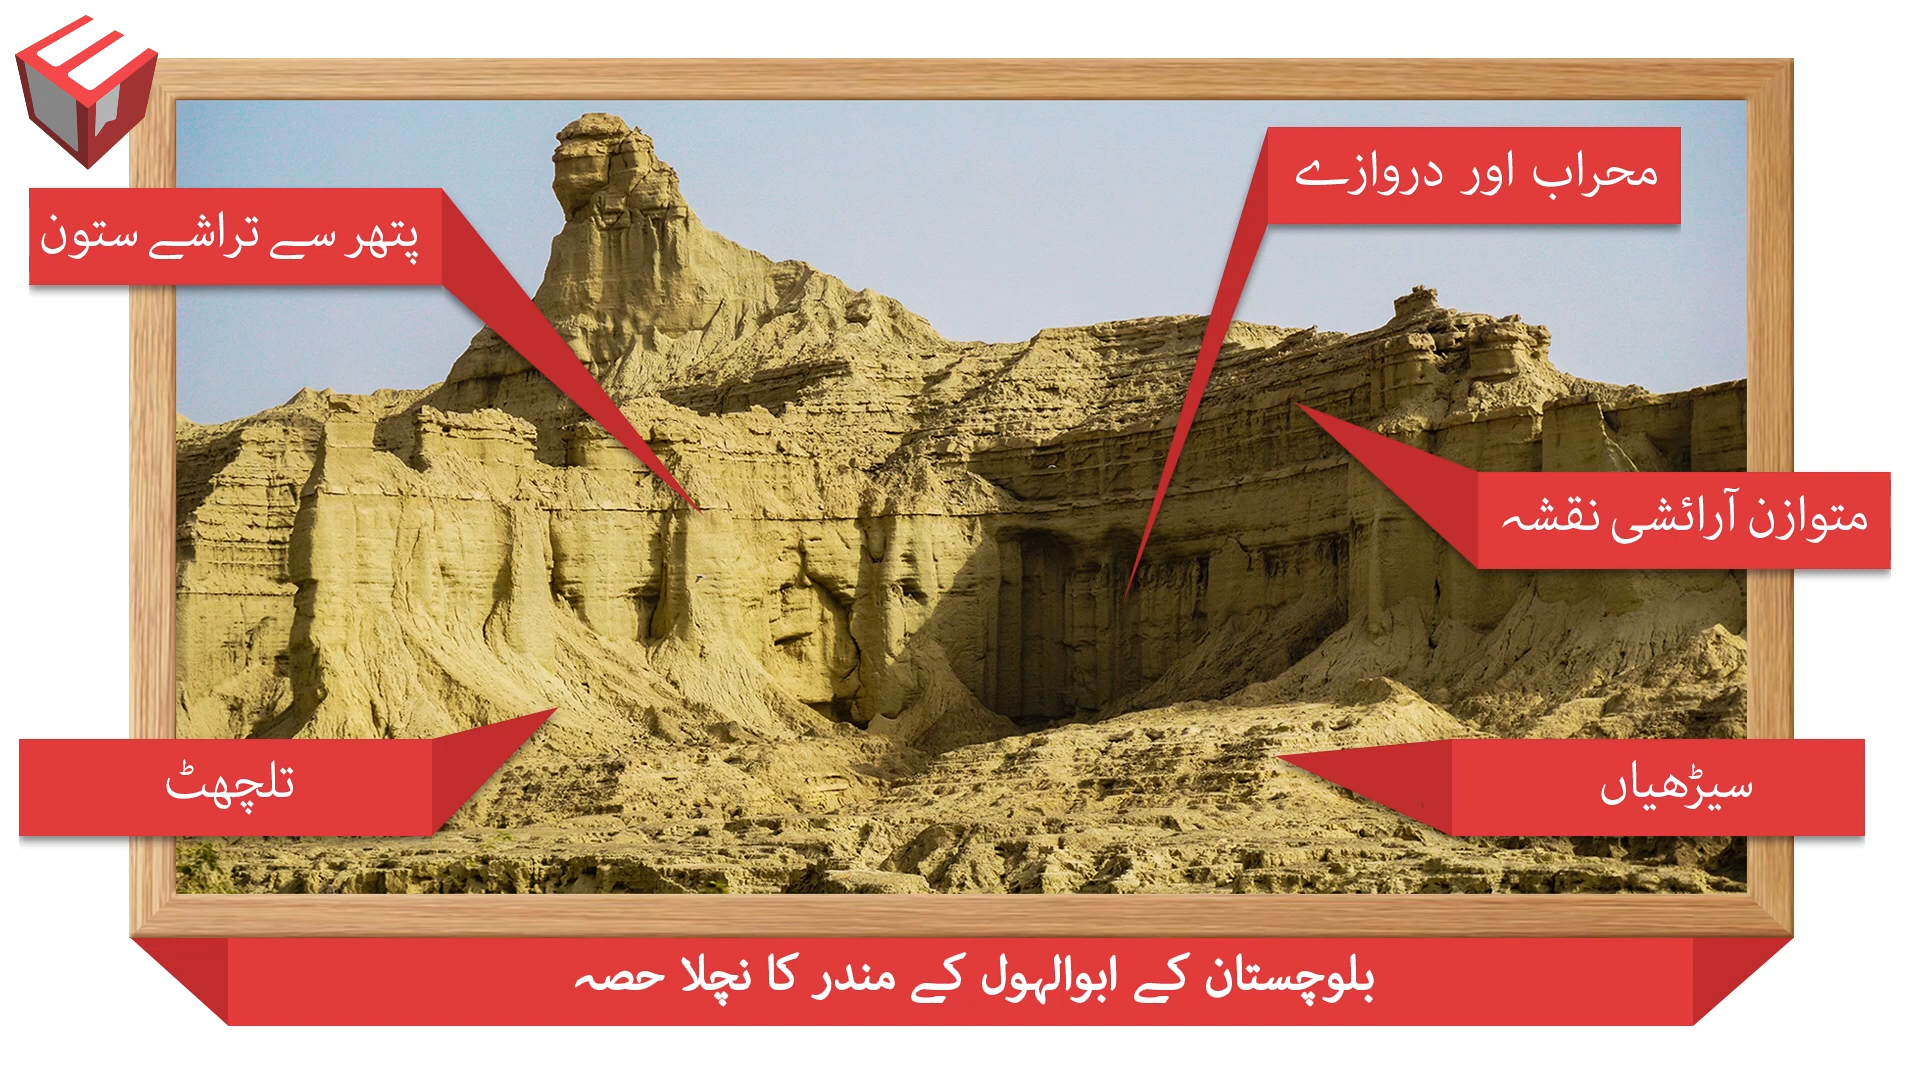 محراب اور دروازے
پتھر سے تراشے ستون
متوازن آرائشی نقشہ
تلچھٹ
سیڑھیاں
بلوچستان کے ابوالہول کے مندر کا نچلا حصہ